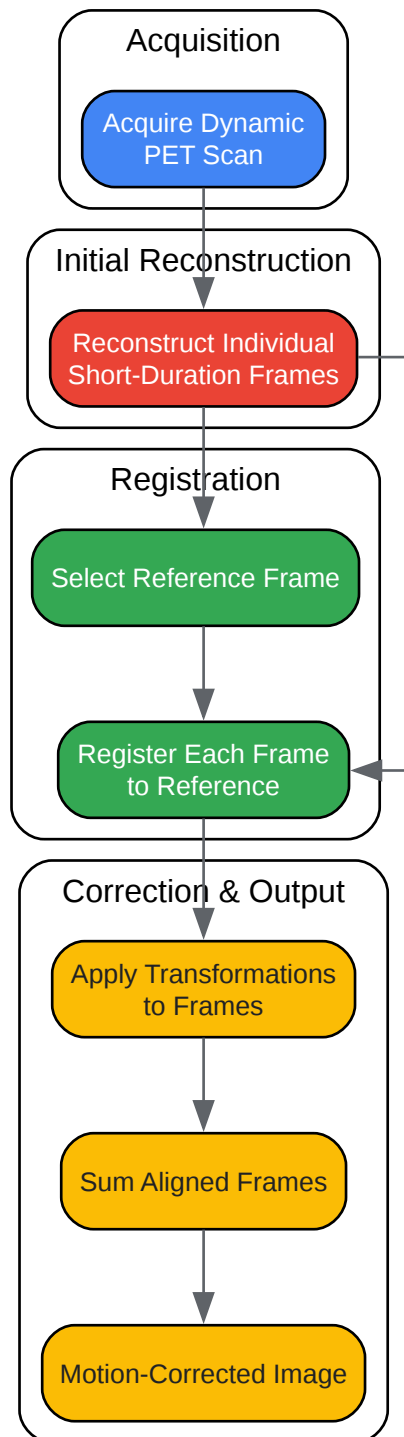 Acquisition
Acquire Dynamic
PET Scan
Initial Reconstruction
Reconstruct Individual
Short-Duration Frames
Registration
Select Reference Frame
Register Each Frame
to Reference
Correction & Output
Apply Transformations
to Frames
Sum Aligned Frames
Motion-Corrected Image